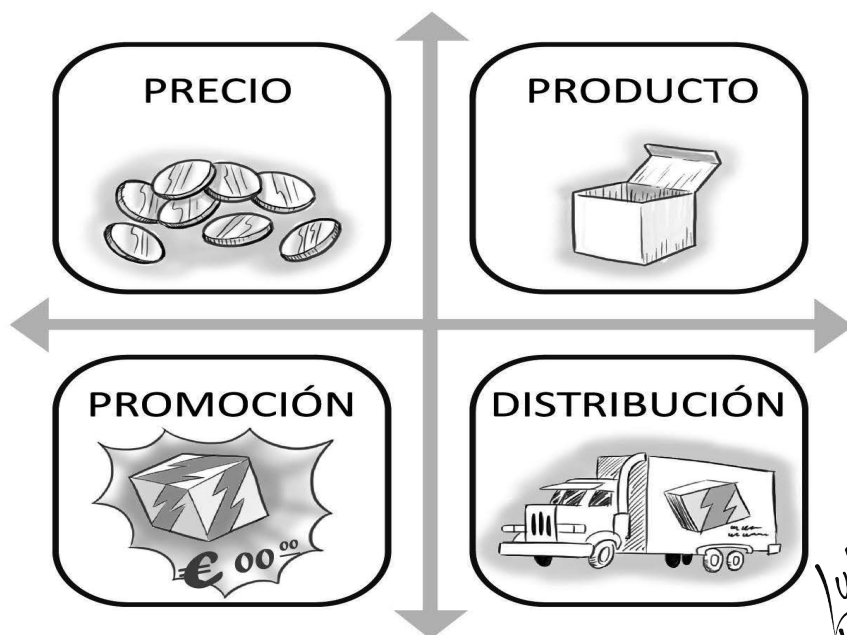 PRECIO
PRODUCTO
PROMOCIÓN
€ 00⁰⁰
DISTRIBUCIÓN